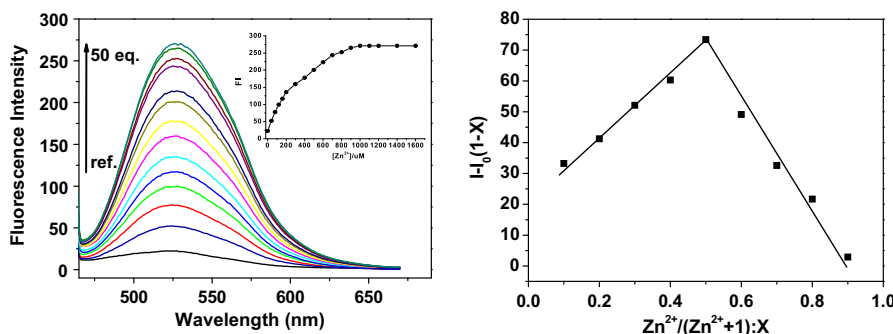 Fluorescence Intensity
300
250
200
150
100
50
0
50 eq.
ref.
500 550 600 650
Wavelength (nm)
FI
300
250
200
150
100
50
0
0 200 400 600 800 1000 1200 1400 1600
[Zn²⁺]/uM
I-I₀(1-X)
80
70
60
50
40
30
20
10
0
0.0 0.2 0.4 0.6 0.8 1.0
Zn²⁺/(Zn²⁺+1):X